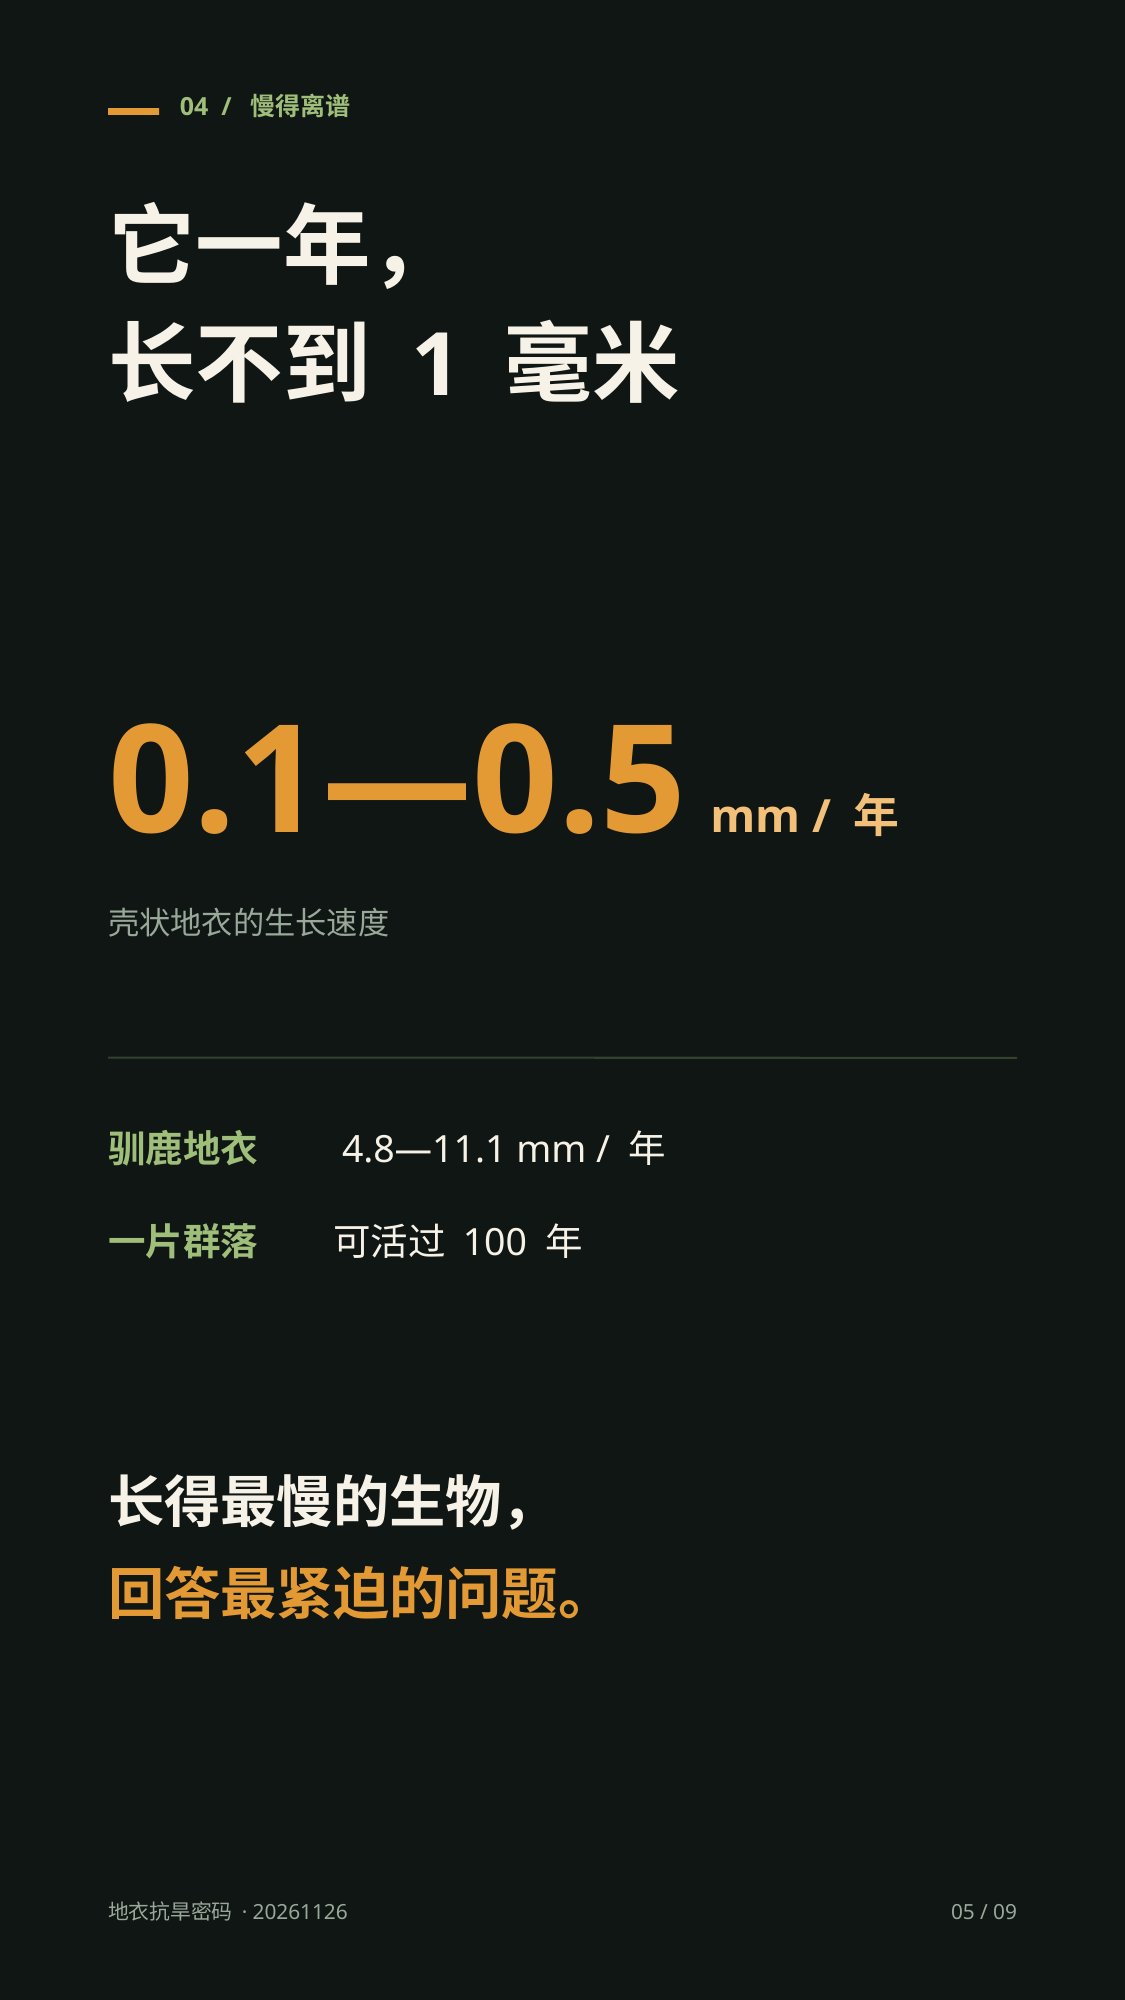 04 / 慢得离谱
它一年，
长不到 1 毫米
0.1—0.5 mm / 年
壳状地衣的生长速度
驯鹿地衣 4.8—11.1 mm / 年
一片群落 可活过 100 年
长得最慢的生物，
回答最紧迫的问题。
地衣抗旱密码 · 20261126
05 / 09